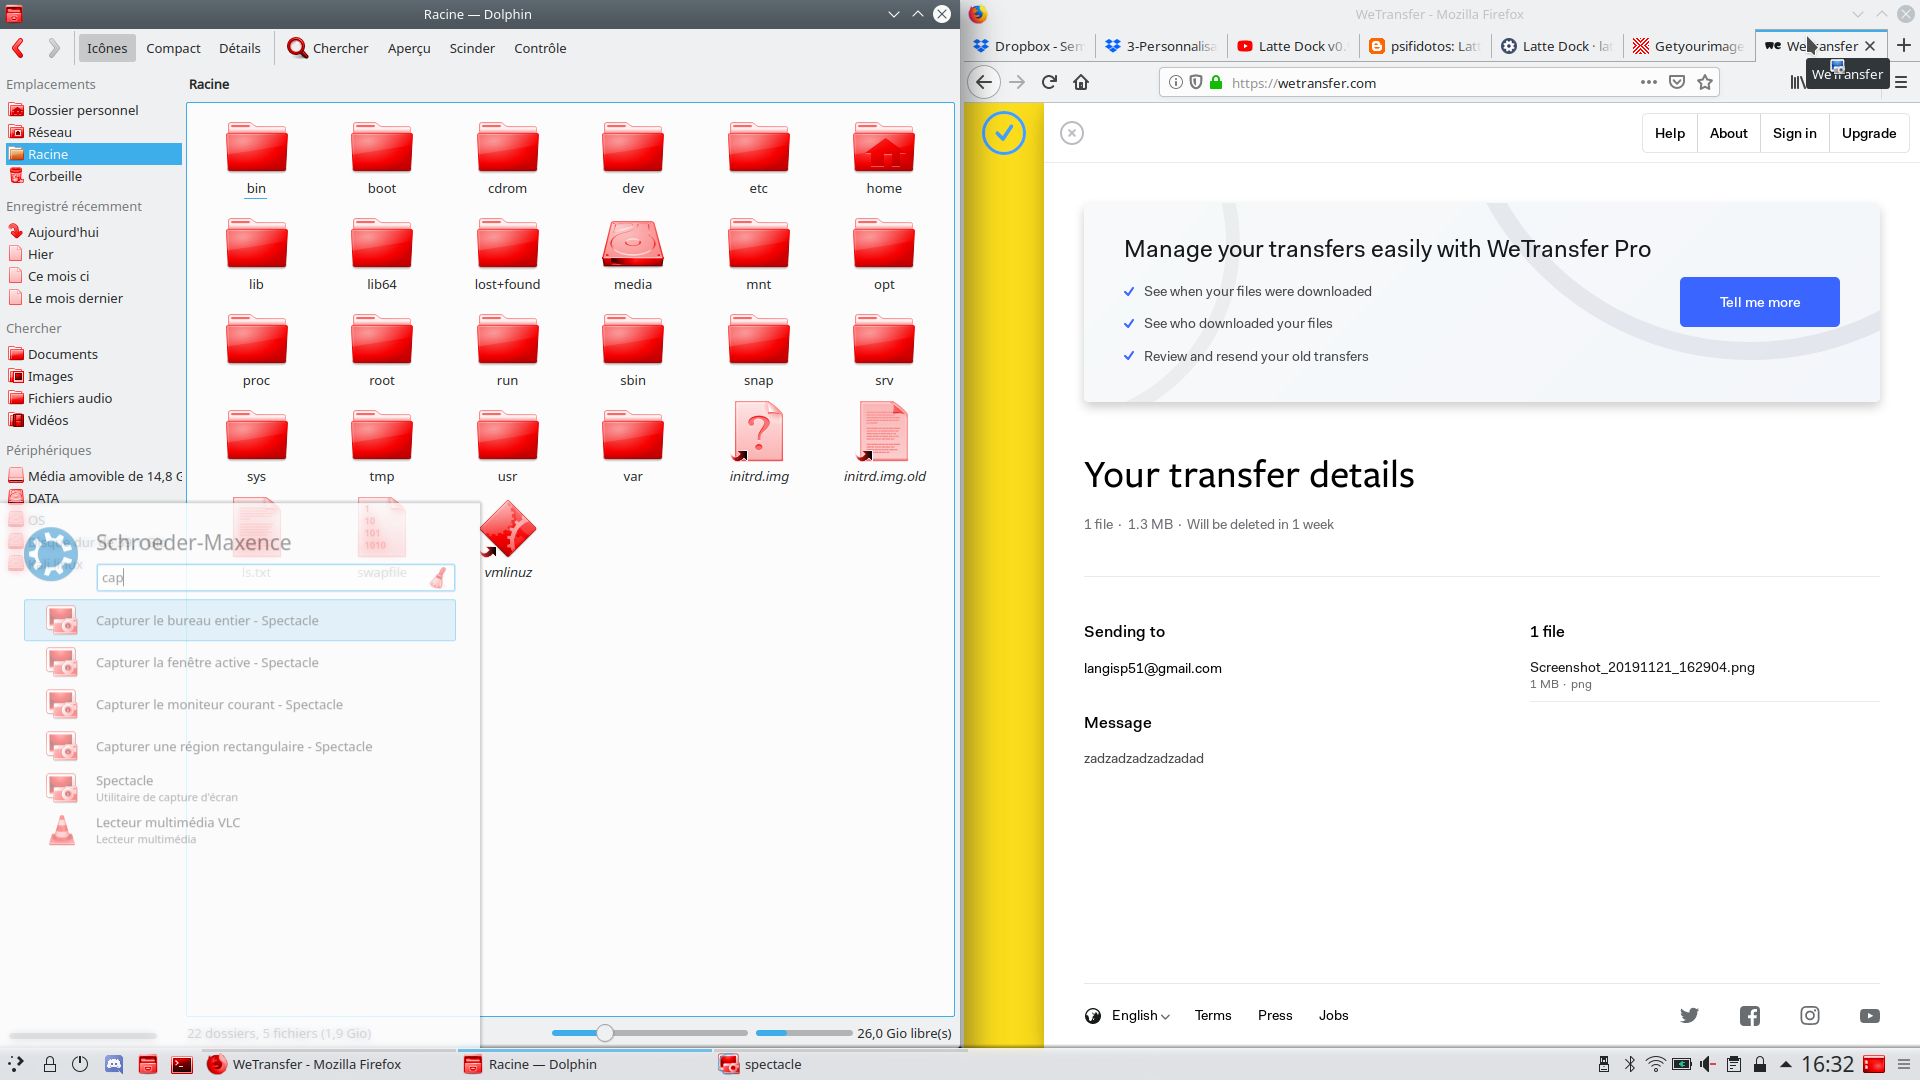 Racine — Dolphin
Icônes
Compact
Détails
Chercher
Aperçu
Scinder
Contrôle
Emplacements
Dossier personnel
Réseau
Racine
Corbeille
Enregistré récemment
Aujourd'hui
Hier
Ce mois ci
Le mois dernier
Chercher
Documents
Images
Fichiers audio
Vidéos
Périphériques
Média amovible de 14,8 G
DATA
OS
Racine
bin
boot
cdrom
dev
etc
home
lib
lib64
lost+found
media
mnt
opt
proc
root
run
sbin
snap
srv
sys
tmp
usr
var
initrd.img
initrd.img.old
ls.txt
swapfile
vmlinuz
Schroeder-Maxence
cap
Capturer le bureau entier - Spectacle
Capturer la fenêtre active - Spectacle
Capturer le moniteur courant - Spectacle
Capturer une région rectangulaire - Spectacle
Spectacle
Utilitaire de capture d'écran
Lecteur multimédia VLC
Lecteur multimédia
22 dossiers, 5 fichiers (1,9 Gio)
26,0 Gio libre(s)
WeTransfer - Mozilla Firefox
Dropbox - Sem
3-Personnalisa
Latte Dock v0.
psifidotos: Lat
Latte Dock · la
Getyourimage
WeTransfer
WeTransfer
https://wetransfer.com
Help
About
Sign in
Upgrade
Manage your transfers easily with WeTransfer Pro
See when your files were downloaded
See who downloaded your files
Review and resend your old transfers
Tell me more
Your transfer details
1 file · 1.3 MB · Will be deleted in 1 week
Sending to
langisp51@gmail.com
Message
zadzadzadzadzadad
1 file
Screenshot_20191121_162904.png
1 MB · png
English
Terms
Press
Jobs
WeTransfer - Mozilla Firefox
Racine — Dolphin
spectacle
16:32